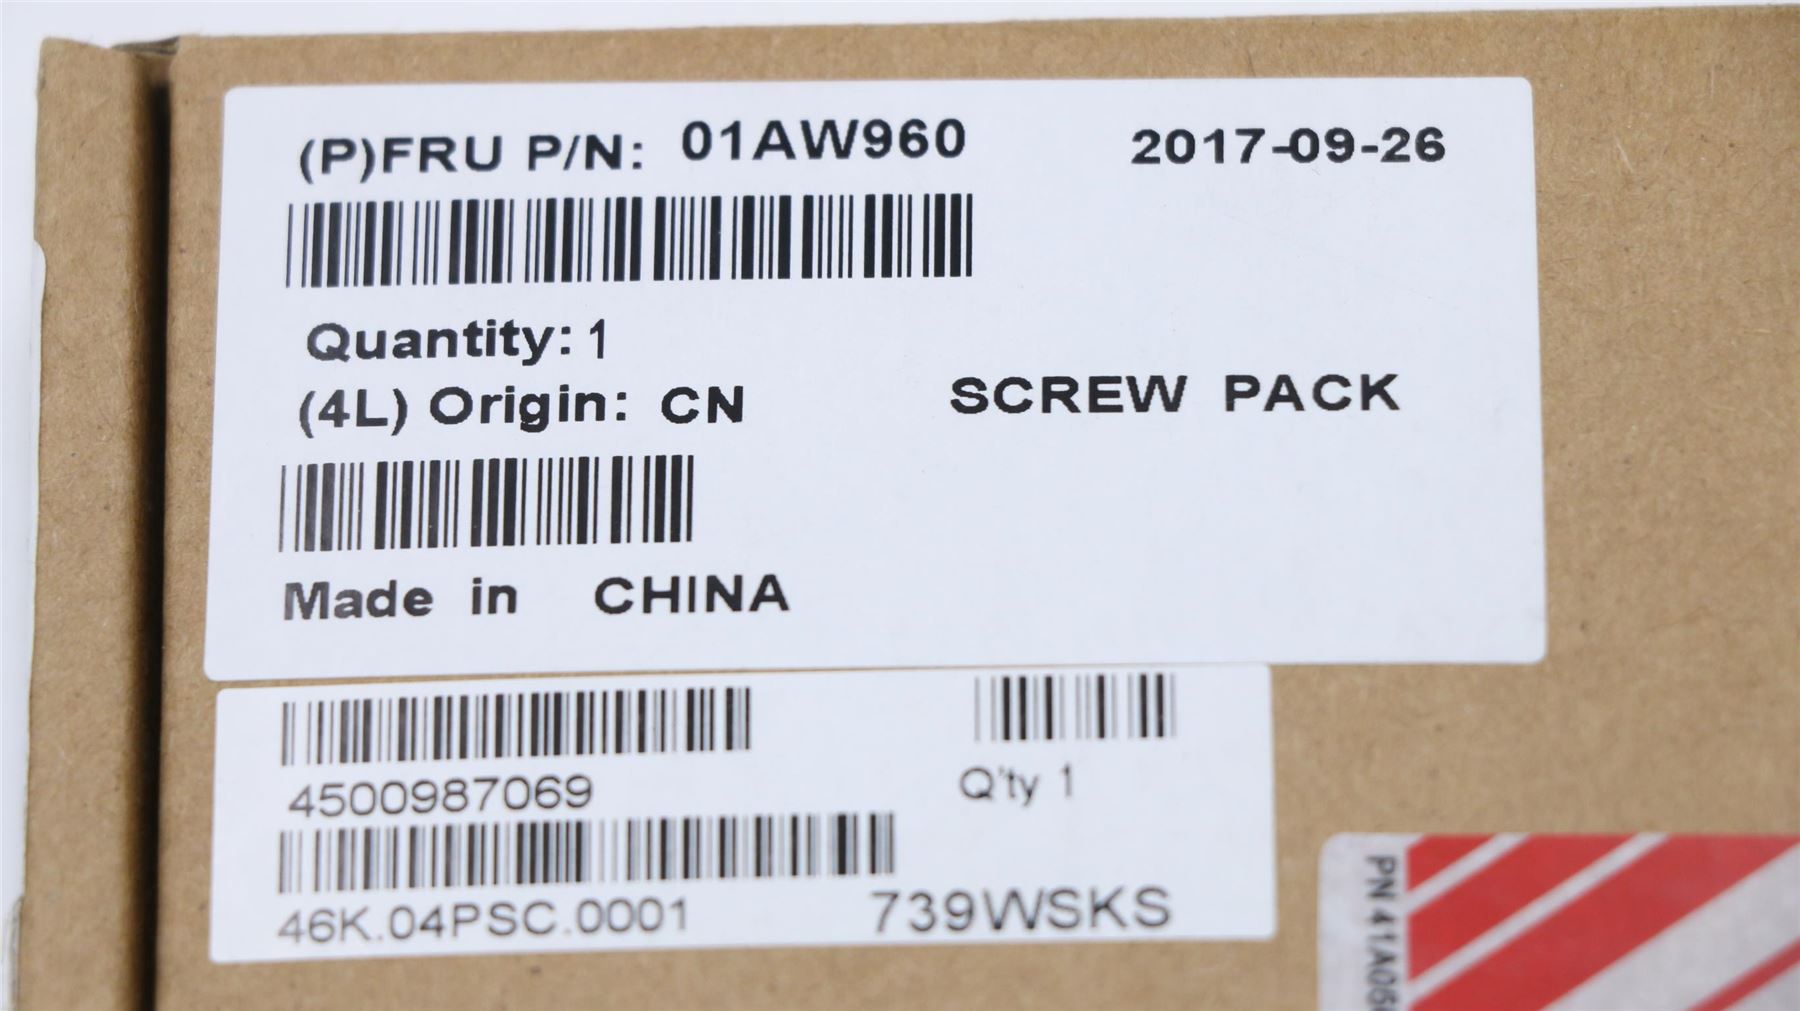 (P)FRU P/N: 01AW960 2017-09-26
Quantity: 1
(4L) Origin: CN SCREW PACK
Made in CHINA
4500987069 Q'ty 1
46K.04PSC.0001 739WSKS
PN